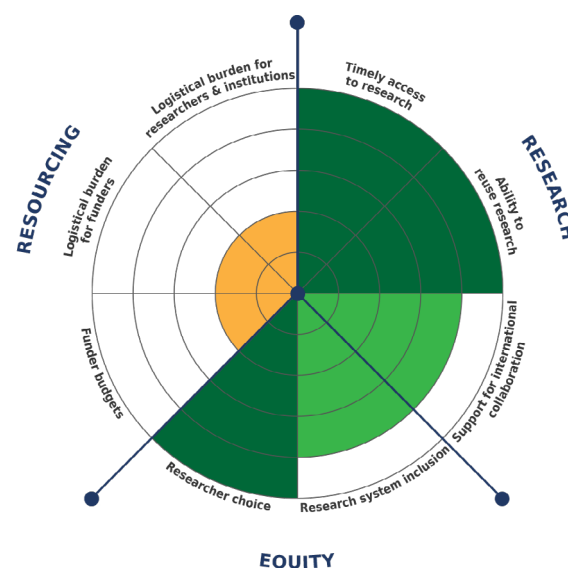 Logistical burden for
researchers & institutions
Timely access
to research
RESOURCING
RESEARCH
Logistical burden
for funders
Ability to
reuse research
Funder budgets
Support for international
collaboration
Researcher choice
Research system inclusion
EQUITY